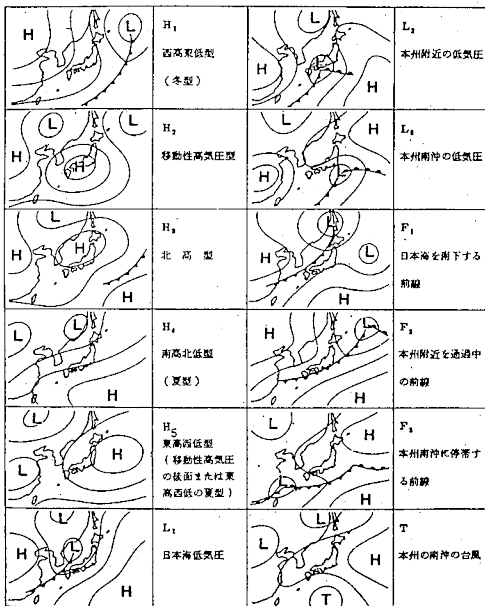 H L
H₁
西高東低型
(冬型)
L L H
L₂
本州附近の低気圧
L L H H
H₂
移動性高気圧型
L H H
L₃
本州南沖の低気圧
L H H H
H₃
北高型
L L H H
F₁
日本海を南下する
前線
L L H
H₄
南高北低型
(夏型)
H L H
F₂
本州附近を通過中
の前線
L L H
H5
東高西低型
(移動性高気圧
の後面または東
高西低の夏型)
H H
F₃
本州南沖に停滞す
る前線
L L H H
L₁
日本海低気圧
L L H T
T
本州の南沖の台風